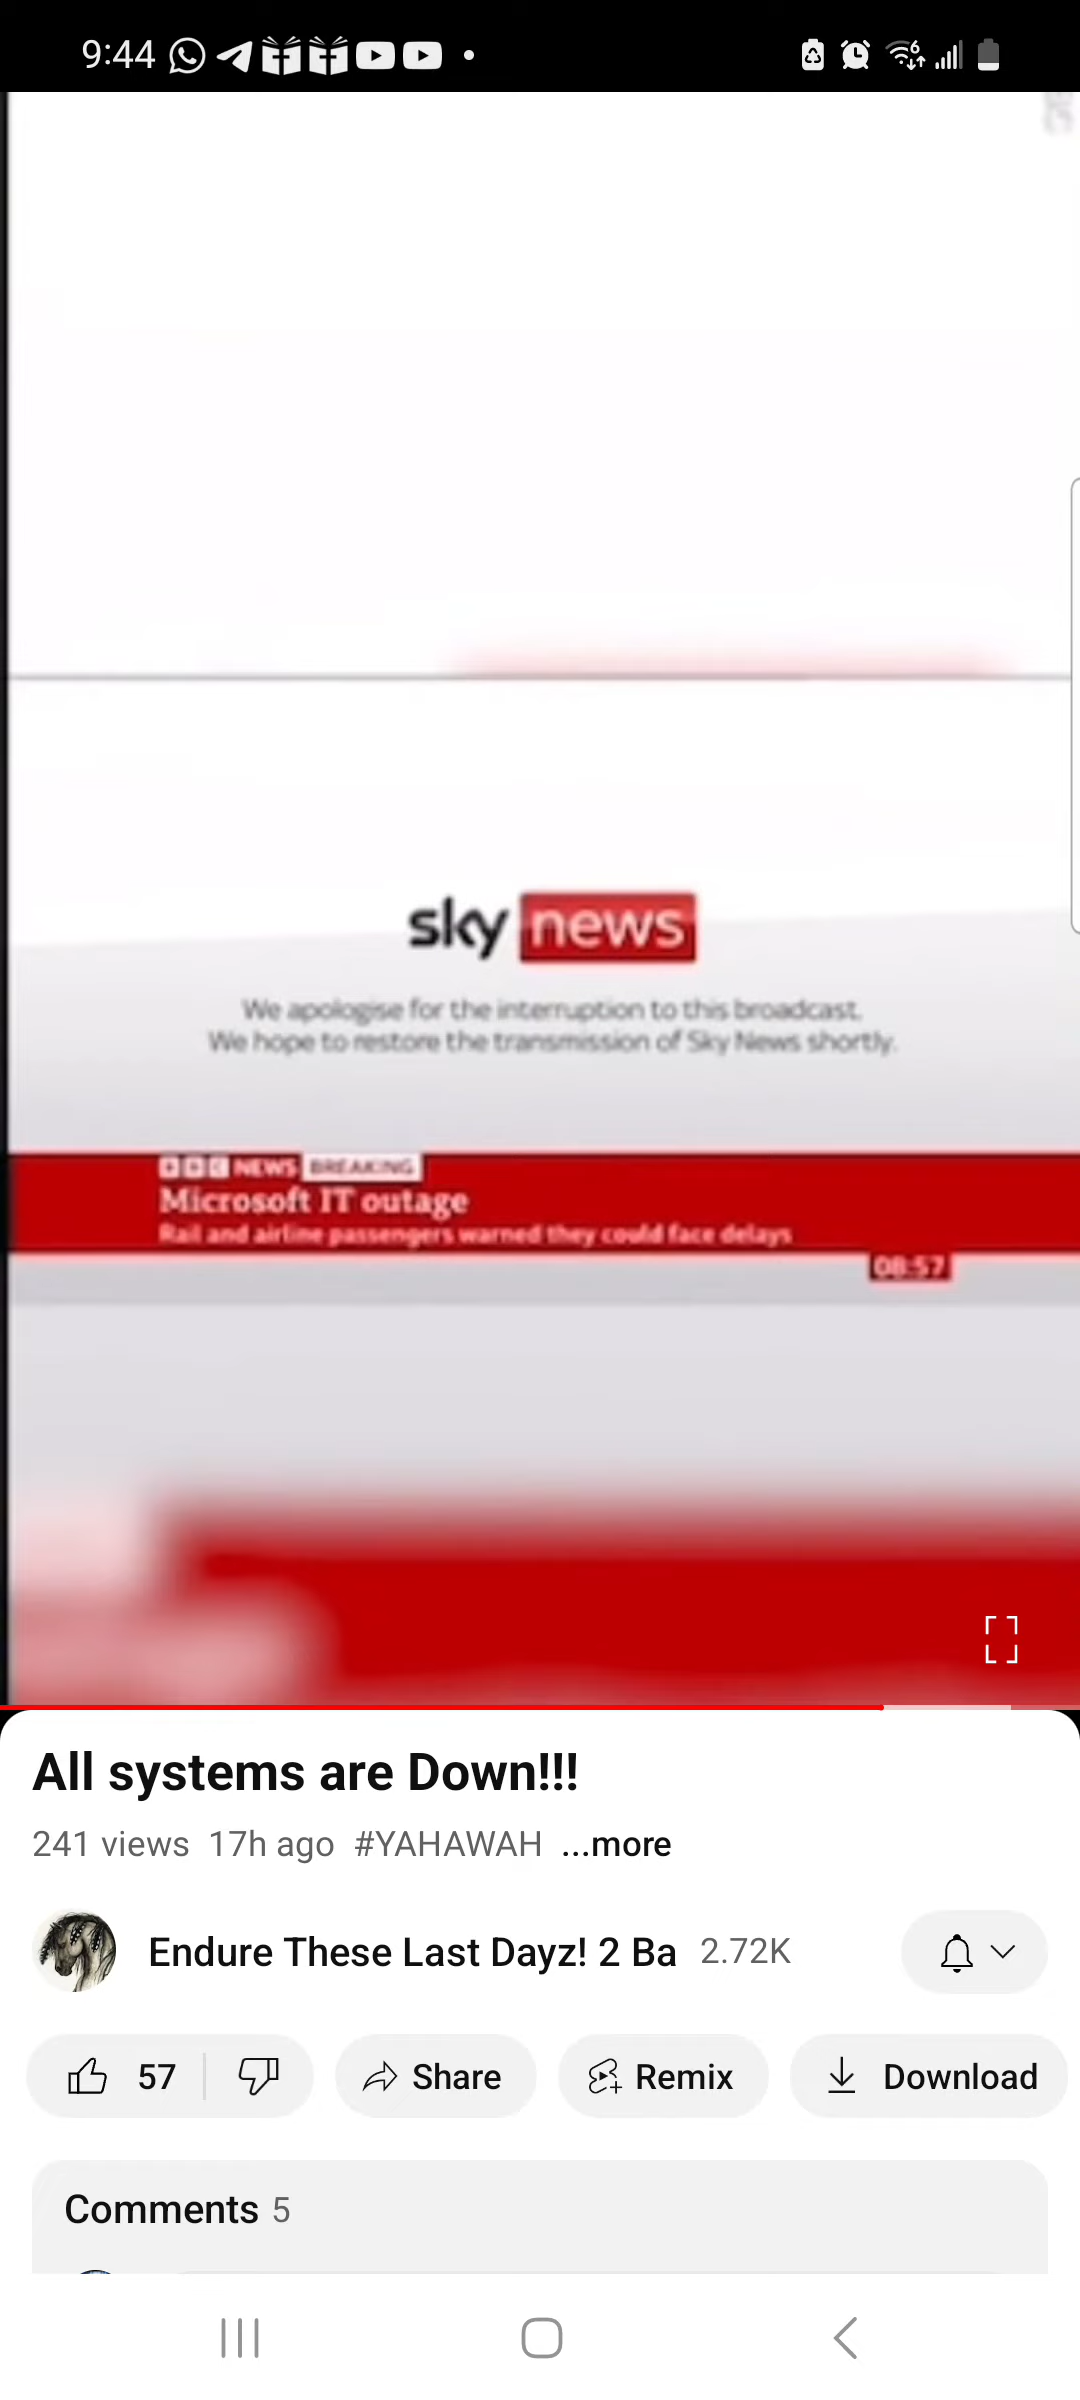 9:44
sky news
We apologise for the interruption to this broadcast.
We hope to restore the transmission of Sky News shortly.
BBC NEWS BREAKING
Microsoft IT outage
Rail and airline passengers warned they could face delays
08:57
All systems are Down!!!
241 views 17h ago #YAHAWAH ...more
Endure These Last Dayz! 2 Ba 2.72K
57 Share Remix Download
Comments 5